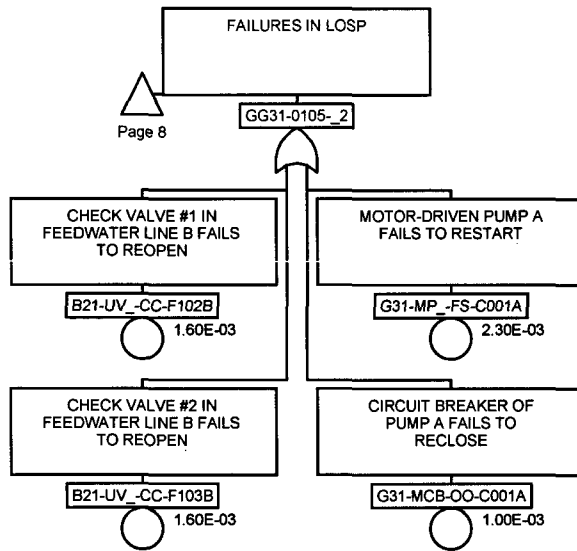 FAILURES IN LOSP
Page 8
GG31-0105-_2
CHECK VALVE #1 IN
FEEDWATER LINE B FAILS
TO REOPEN
B21-UV_-CC-F102B
1.60E-03
MOTOR-DRIVEN PUMP A
FAILS TO RESTART
G31-MP_-FS-C001A
2.30E-03
CHECK VALVE #2 IN
FEEDWATER LINE B FAILS
TO REOPEN
B21-UV_-CC-F103B
1.60E-03
CIRCUIT BREAKER OF
PUMP A FAILS TO
RECLOSE
G31-MCB-OO-C001A
1.00E-03